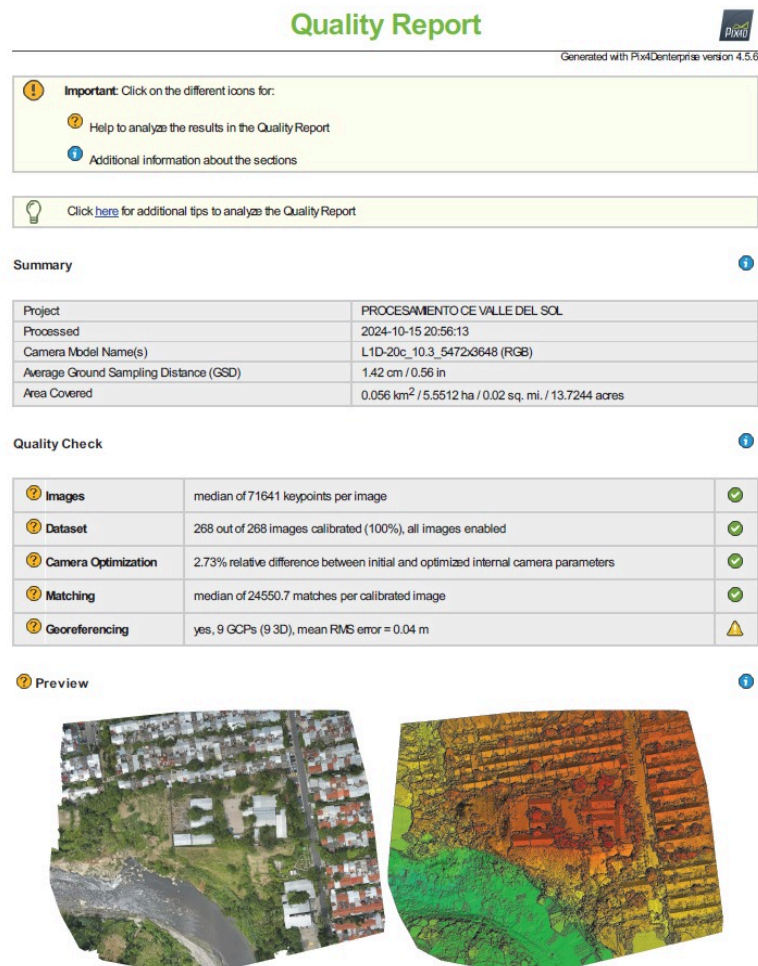 Quality Report
PIX4D
Generated with Pix4Denterprise version 4.5.6
! Important: Click on the different icons for:
? Help to analyze the results in the Quality Report
i Additional information about the sections
Click here for additional tips to analyze the Quality Report
Summary i
Project PROCESAMIENTO CE VALLE DEL SOL
Processed 2024-10-15 20:56:13
Camera Model Name(s) L1D-20c_10.3_5472x3648 (RGB)
Average Ground Sampling Distance (GSD) 1.42 cm / 0.56 in
Area Covered 0.056 km2 / 5.5512 ha / 0.02 sq. mi. / 13.7244 acres
Quality Check i
? Images median of 71641 keypoints per image
? Dataset 268 out of 268 images calibrated (100%), all images enabled
? Camera Optimization 2.73% relative difference between initial and optimized internal camera parameters
? Matching median of 24550.7 matches per calibrated image
? Georeferencing yes, 9 GCPs (9 3D), mean RMS error = 0.04 m
? Preview i